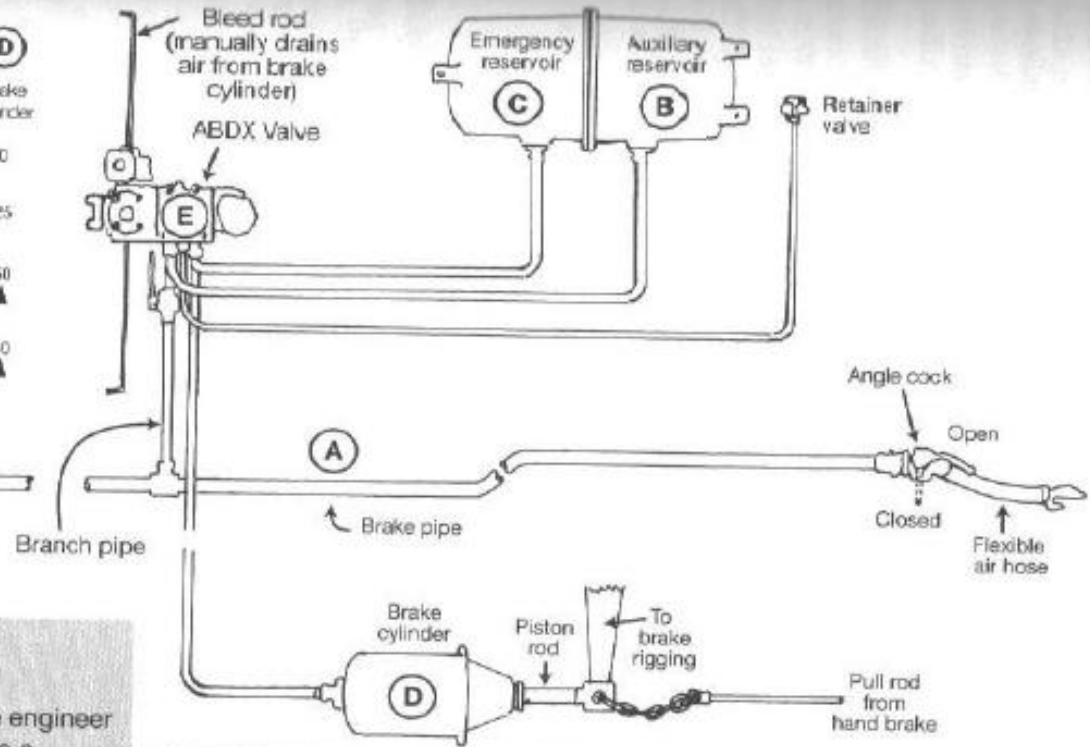 D
Bleed rod
(manually drains
air from brake
cylinder)
ABDX Valve
E
Emergency
reservoir
C
Auxiliary
reservoir
B
Retainer
valve
Angle cock
Open
Closed
Flexible
air hose
A
Brake pipe
Branch pipe
Brake
cylinder
D
Piston
rod
To
brake
rigging
Pull rod
from
hand brake
engineer